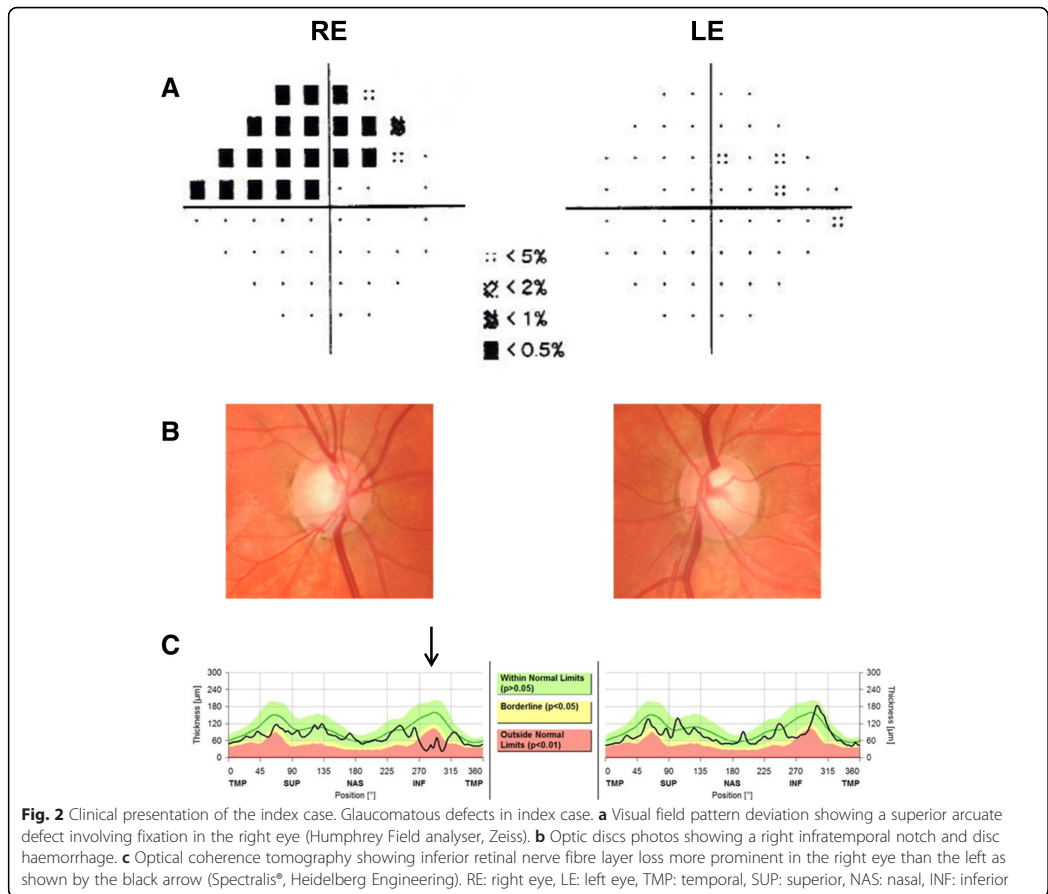 RE
LE
A
< 5%
< 2%
< 1%
< 0.5%
B
C
Thickness [µm]
300
240
180
120
60
0
0 45 90 135 180 225 270 315 360
TMP SUP NAS INF TMP
Position [°]
Within Normal Limits
(p>0.05)
Borderline (p<0.05)
Outside Normal
Limits (p<0.01)
300
240
180
120
60
0
Thickness [µm]
0 45 90 135 180 225 270 315 360
TMP SUP NAS INF TMP
Position [°]
Fig. 2 Clinical presentation of the index case. Glaucomatous defects in index case. a Visual field pattern deviation showing a superior arcuate
defect involving fixation in the right eye (Humphrey Field analyser, Zeiss). b Optic discs photos showing a right infratemporal notch and disc
haemorrhage. c Optical coherence tomography showing inferior retinal nerve fibre layer loss more prominent in the right eye than the left as
shown by the black arrow (Spectralis®, Heidelberg Engineering). RE: right eye, LE: left eye, TMP: temporal, SUP: superior, NAS: nasal, INF: inferior